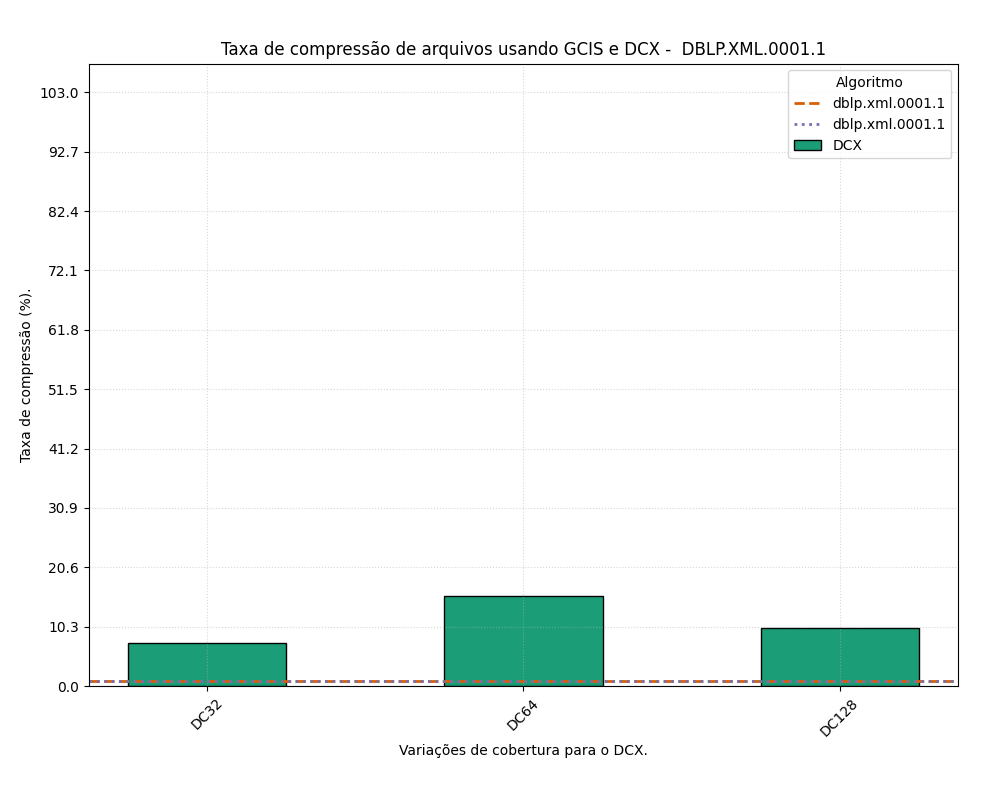 Taxa de compressão de arquivos usando GCIS e DCX -  DBLP.XML.0001.1
Algoritmo
dblp.xml.0001.1
dblp.xml.0001.1
DCX
Taxa de compressão (%).
103.0
92.7
82.4
72.1
61.8
51.5
41.2
30.9
20.6
10.3
0.0
DC32
DC64
DC128
Variações de cobertura para o DCX.